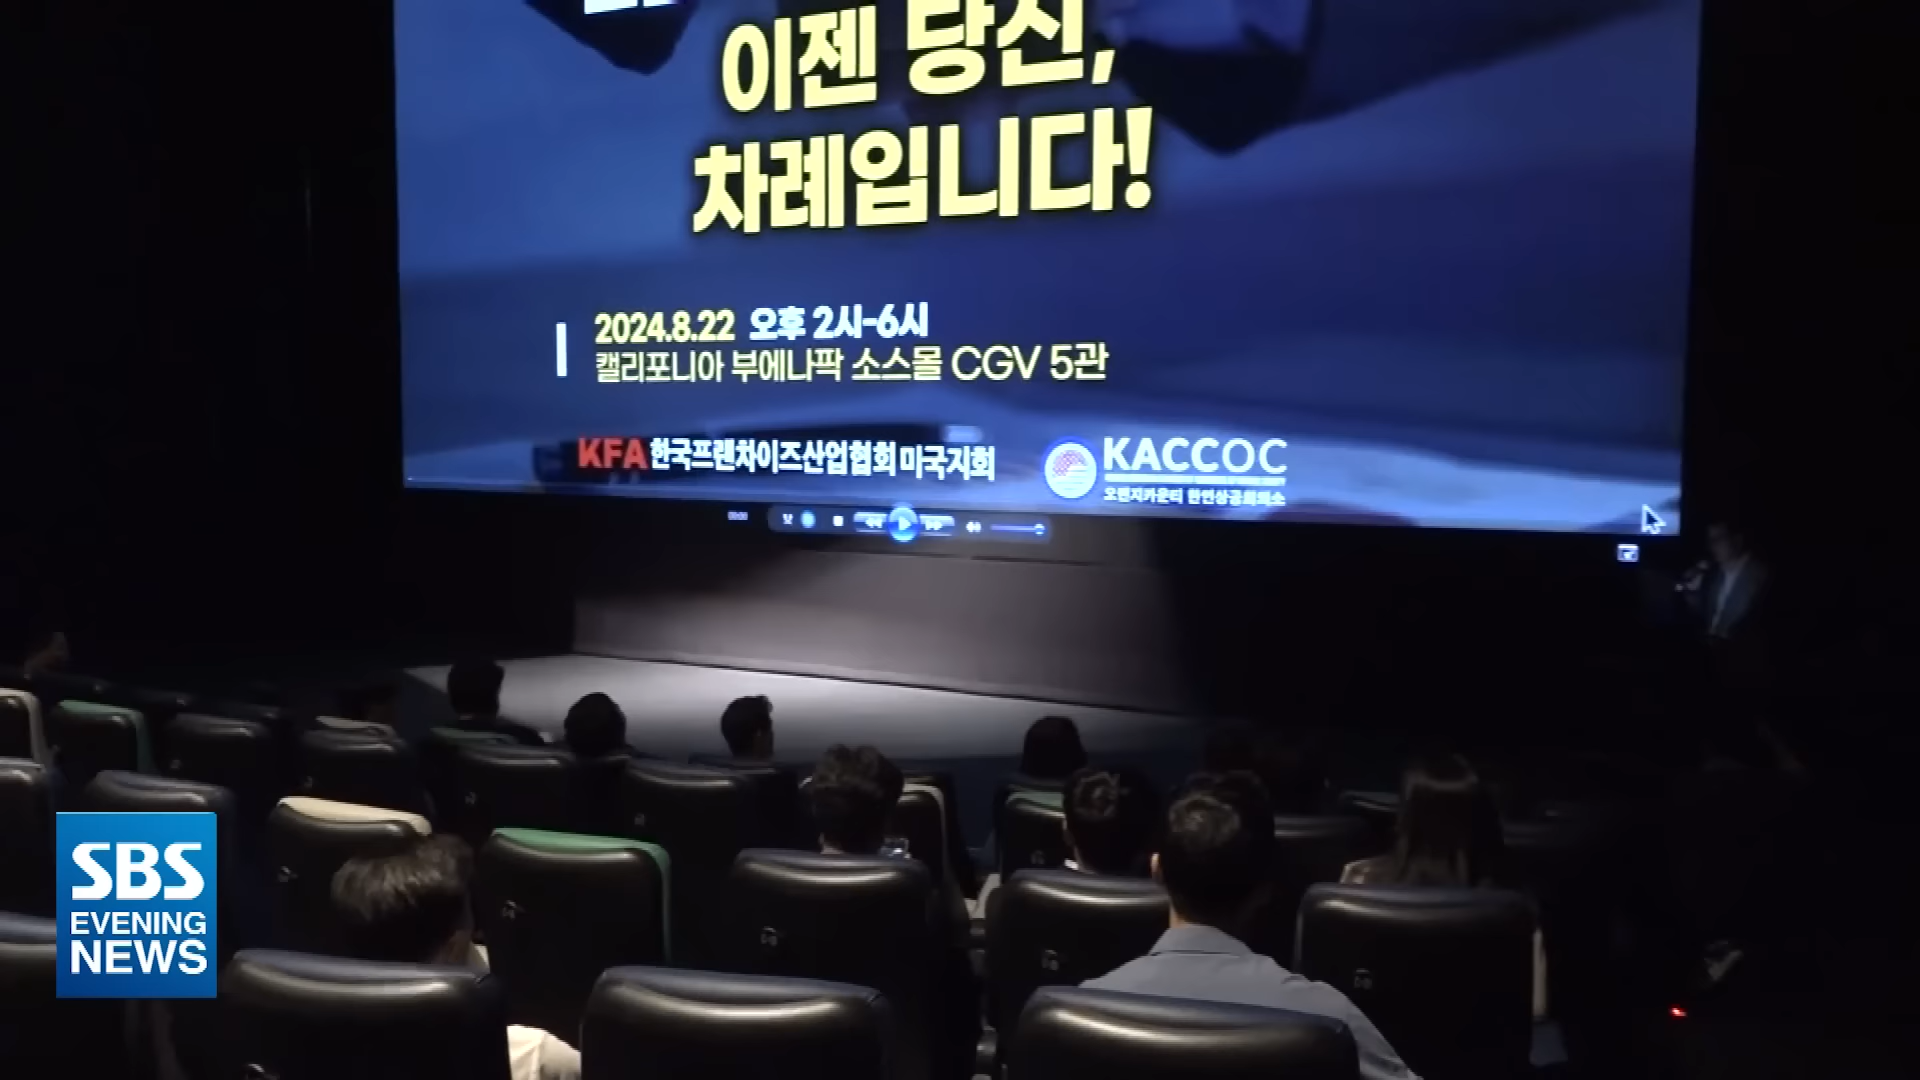 이젠 당신,
차례입니다!
2024.8.22 오후 2시-6시
캘리포니아 부에나팍 소스몰 CGV 5관
KFA 한국프랜차이즈산업협회 미국지회
KACCOC
오렌지카운티 한인상공회의소
SBS
EVENING
NEWS